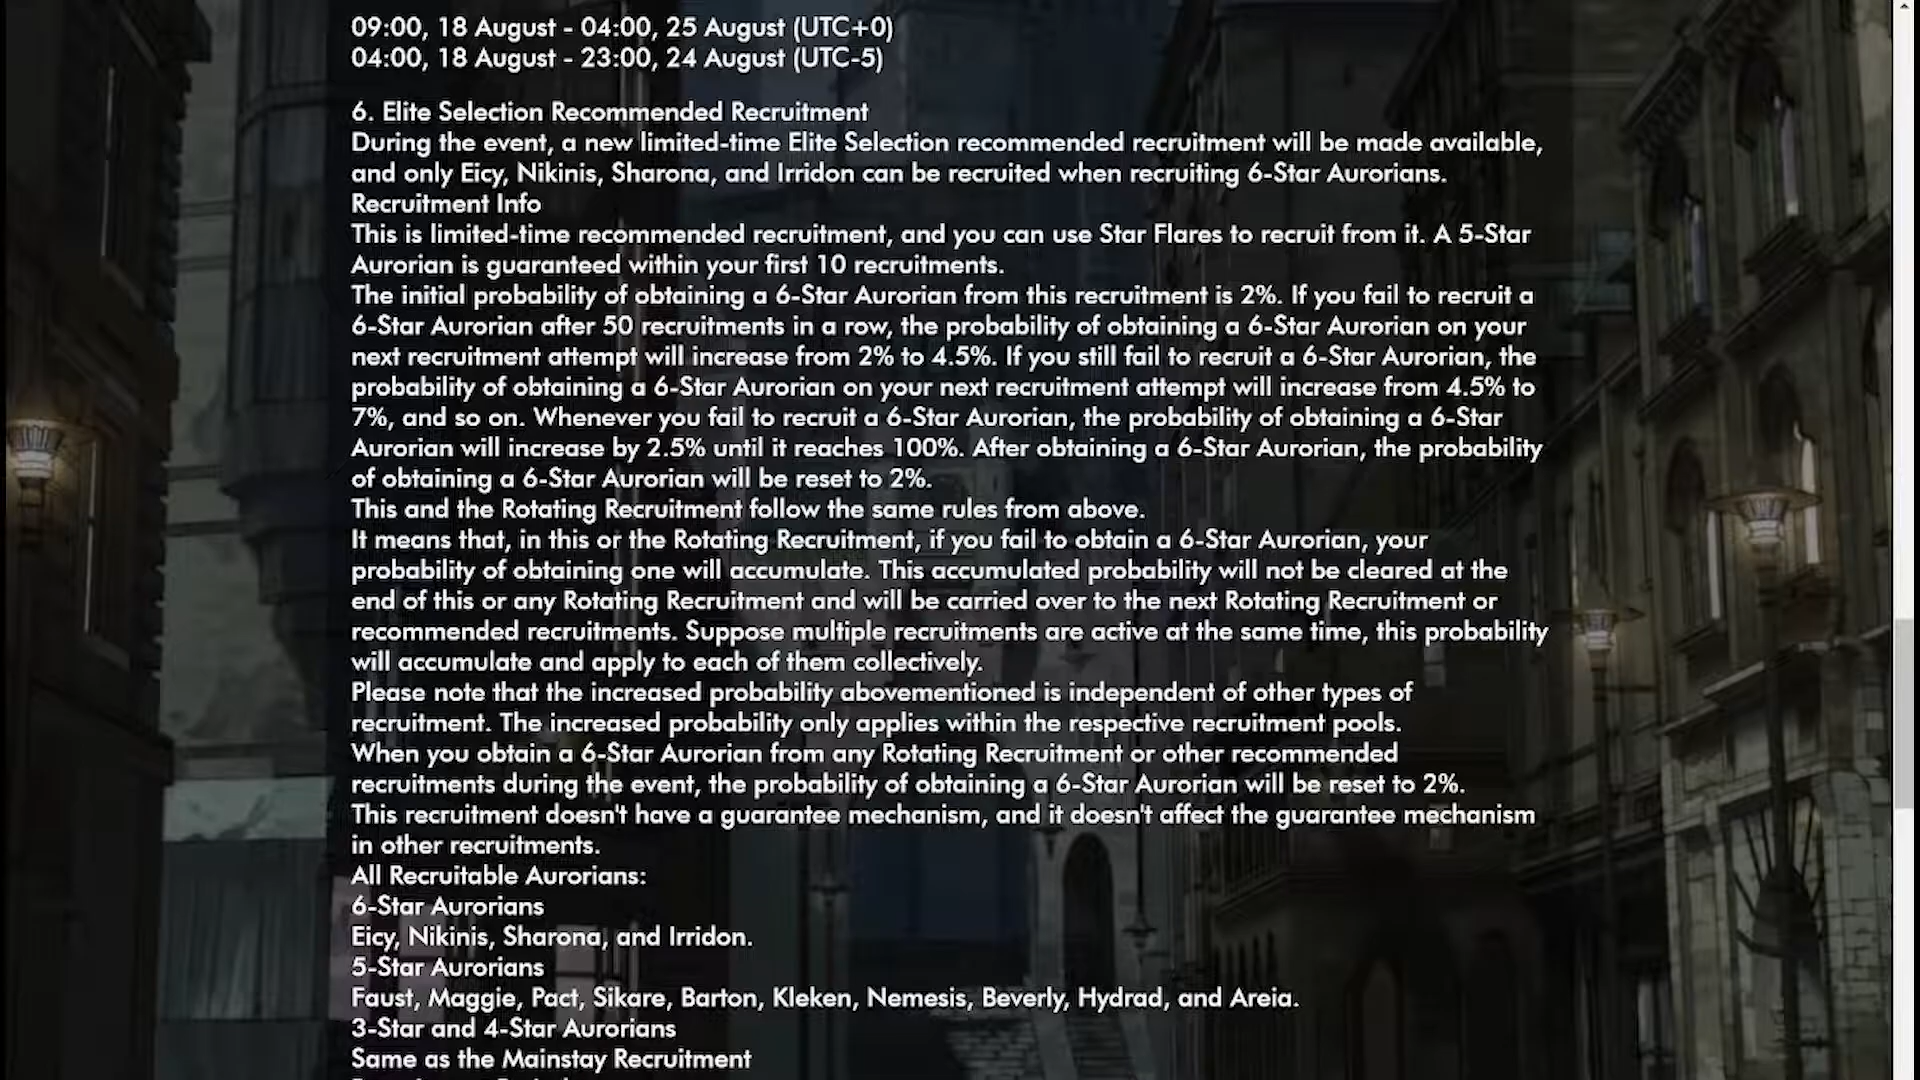 09:00, 18 August - 04:00, 25 August (UTC+0)
04:00, 18 August - 23:00, 24 August (UTC-5)
6. Elite Selection Recommended Recruitment
During the event, a new limited-time Elite Selection recommended recruitment will be made available,
and only Eicy, Nikinis, Sharona, and Irridon can be recruited when recruiting 6-Star Aurorians.
Recruitment Info
This is limited-time recommended recruitment, and you can use Star Flares to recruit from it. A 5-Star
Aurorian is guaranteed within your first 10 recruitments.
The initial probability of obtaining a 6-Star Aurorian from this recruitment is 2%. If you fail to recruit a
6-Star Aurorian after 50 recruitments in a row, the probability of obtaining a 6-Star Aurorian on your
next recruitment attempt will increase from 2% to 4.5%. If you still fail to recruit a 6-Star Aurorian, the
probability of obtaining a 6-Star Aurorian on your next recruitment attempt will increase from 4.5% to
7%, and so on. Whenever you fail to recruit a 6-Star Aurorian, the probability of obtaining a 6-Star
Aurorian will increase by 2.5% until it reaches 100%. After obtaining a 6-Star Aurorian, the probability
of obtaining a 6-Star Aurorian will be reset to 2%.
This and the Rotating Recruitment follow the same rules from above.
It means that, in this or the Rotating Recruitment, if you fail to obtain a 6-Star Aurorian, your
probability of obtaining one will accumulate. This accumulated probability will not be cleared at the
end of this or any Rotating Recruitment and will be carried over to the next Rotating Recruitment or
recommended recruitments. Suppose multiple recruitments are active at the same time, this probability
will accumulate and apply to each of them collectively.
Please note that the increased probability abovementioned is independent of other types of
recruitment. The increased probability only applies within the respective recruitment pools.
When you obtain a 6-Star Aurorian from any Rotating Recruitment or other recommended
recruitments during the event, the probability of obtaining a 6-Star Aurorian will be reset to 2%.
This recruitment doesn't have a guarantee mechanism, and it doesn't affect the guarantee mechanism
in other recruitments.
All Recruitable Aurorians:
6-Star Aurorians
Eicy, Nikinis, Sharona, and Irridon.
5-Star Aurorians
Faust, Maggie, Pact, Sikare, Barton, Kleken, Nemesis, Beverly, Hydrad, and Areia.
3-Star and 4-Star Aurorians
Same as the Mainstay Recruitment